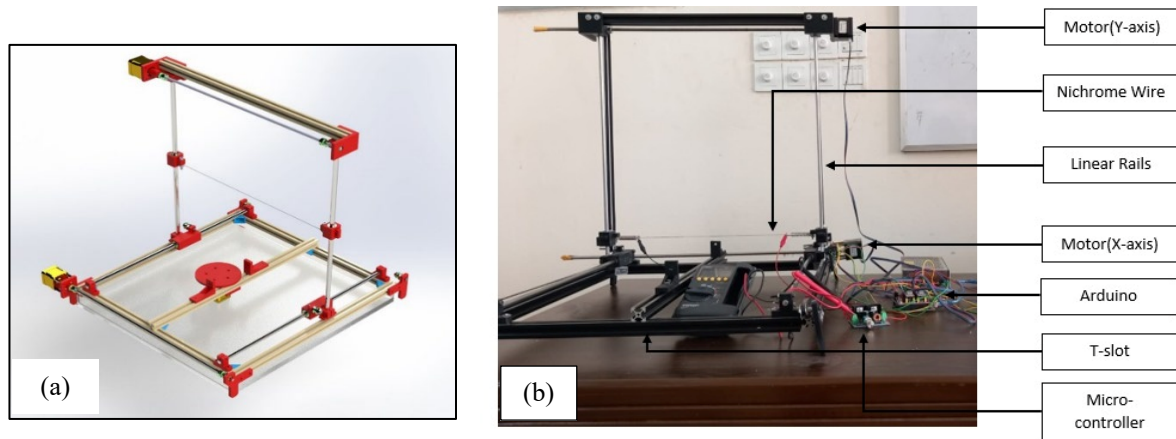 (a)
(b)
Motor(Y-axis)
Nichrome Wire
Linear Rails
Motor(X-axis)
Arduino
T-slot
Micro-
controller